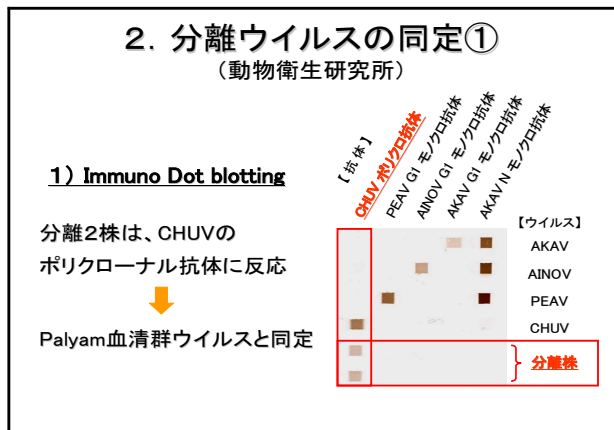 ２．分離ウイルスの同定①
（動物衛生研究所）
１）Immuno Dot blotting
分離２株は、CHUVの
ポリクローナル抗体に反応
Palyam血清群ウイルスと同定
【抗体】
CHUV ポリクロ抗体
PEAV G1 モノクロ抗体
AINOV G1 モノクロ抗体
AKAV G1 モノクロ抗体
AKAV N モノクロ抗体
【ウイルス】
AKAV
AINOV
PEAV
CHUV
分離株